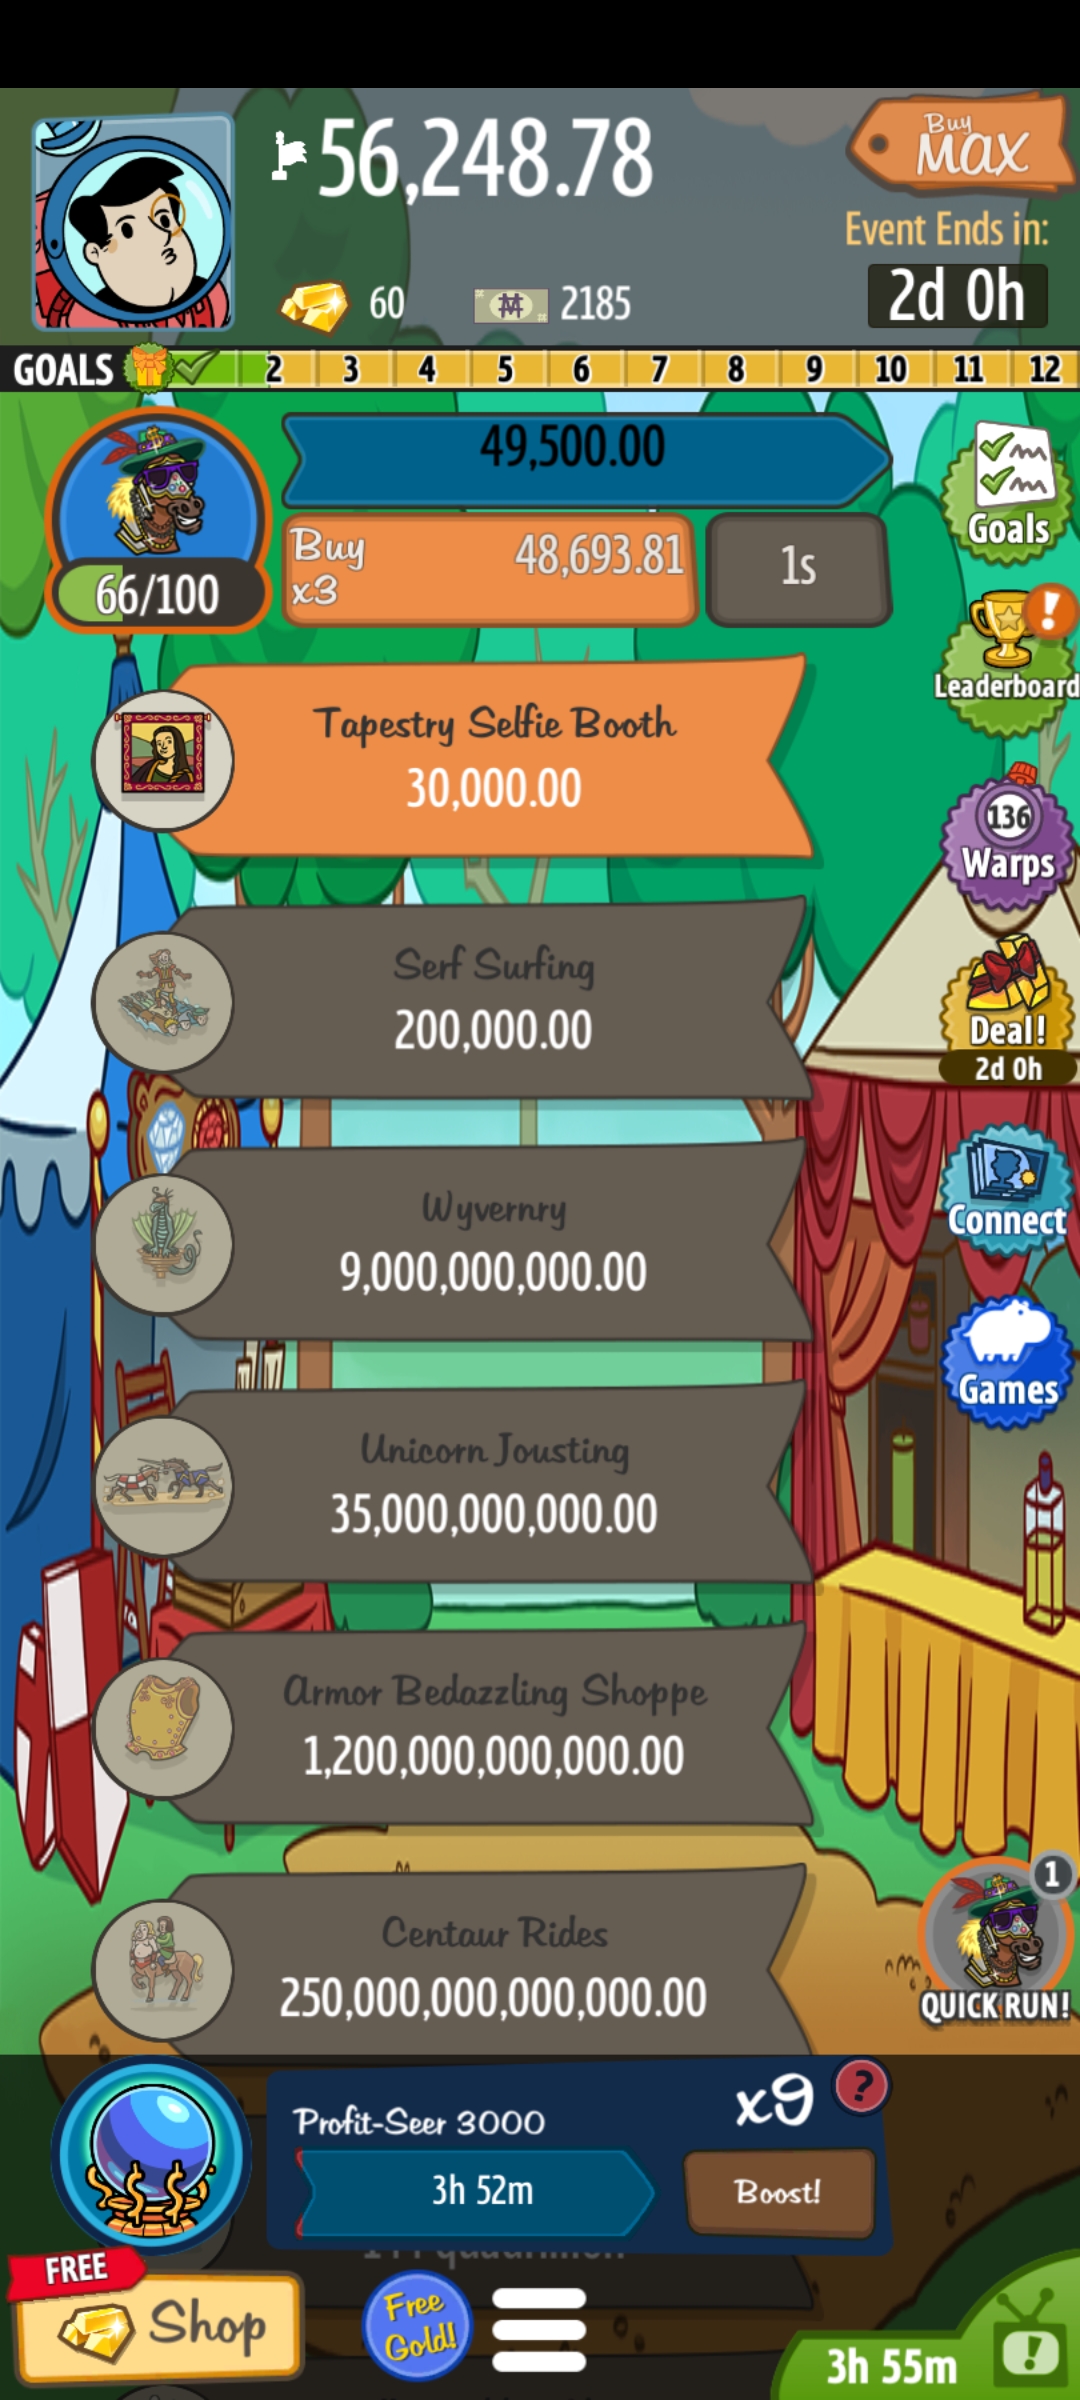 56,248.78
Buy
MAX
Event Ends in:
2d 0h
60
2185
GOALS 2 3 4 5 6 7 8 9 10 11 12
49,500.00
Buy
x3
48,693.81
1s
66/100
Goals
!
Leaderboard
Tapestry Selfie Booth
30,000.00
136
Warps
Serf Surfing
200,000.00
Deal!
2d 0h
Wyvernry
9,000,000,000.00
Connect
Games
Unicorn Jousting
35,000,000,000.00
Armor Bedazzling Shoppe
1,200,000,000,000.00
Centaur Rides
250,000,000,000,000.00
1
QUICK RUN!
Profit-Seer 3000
x9
?
3h 52m
Boost!
FREE
Shop
Free
Gold!
3h 55m
!